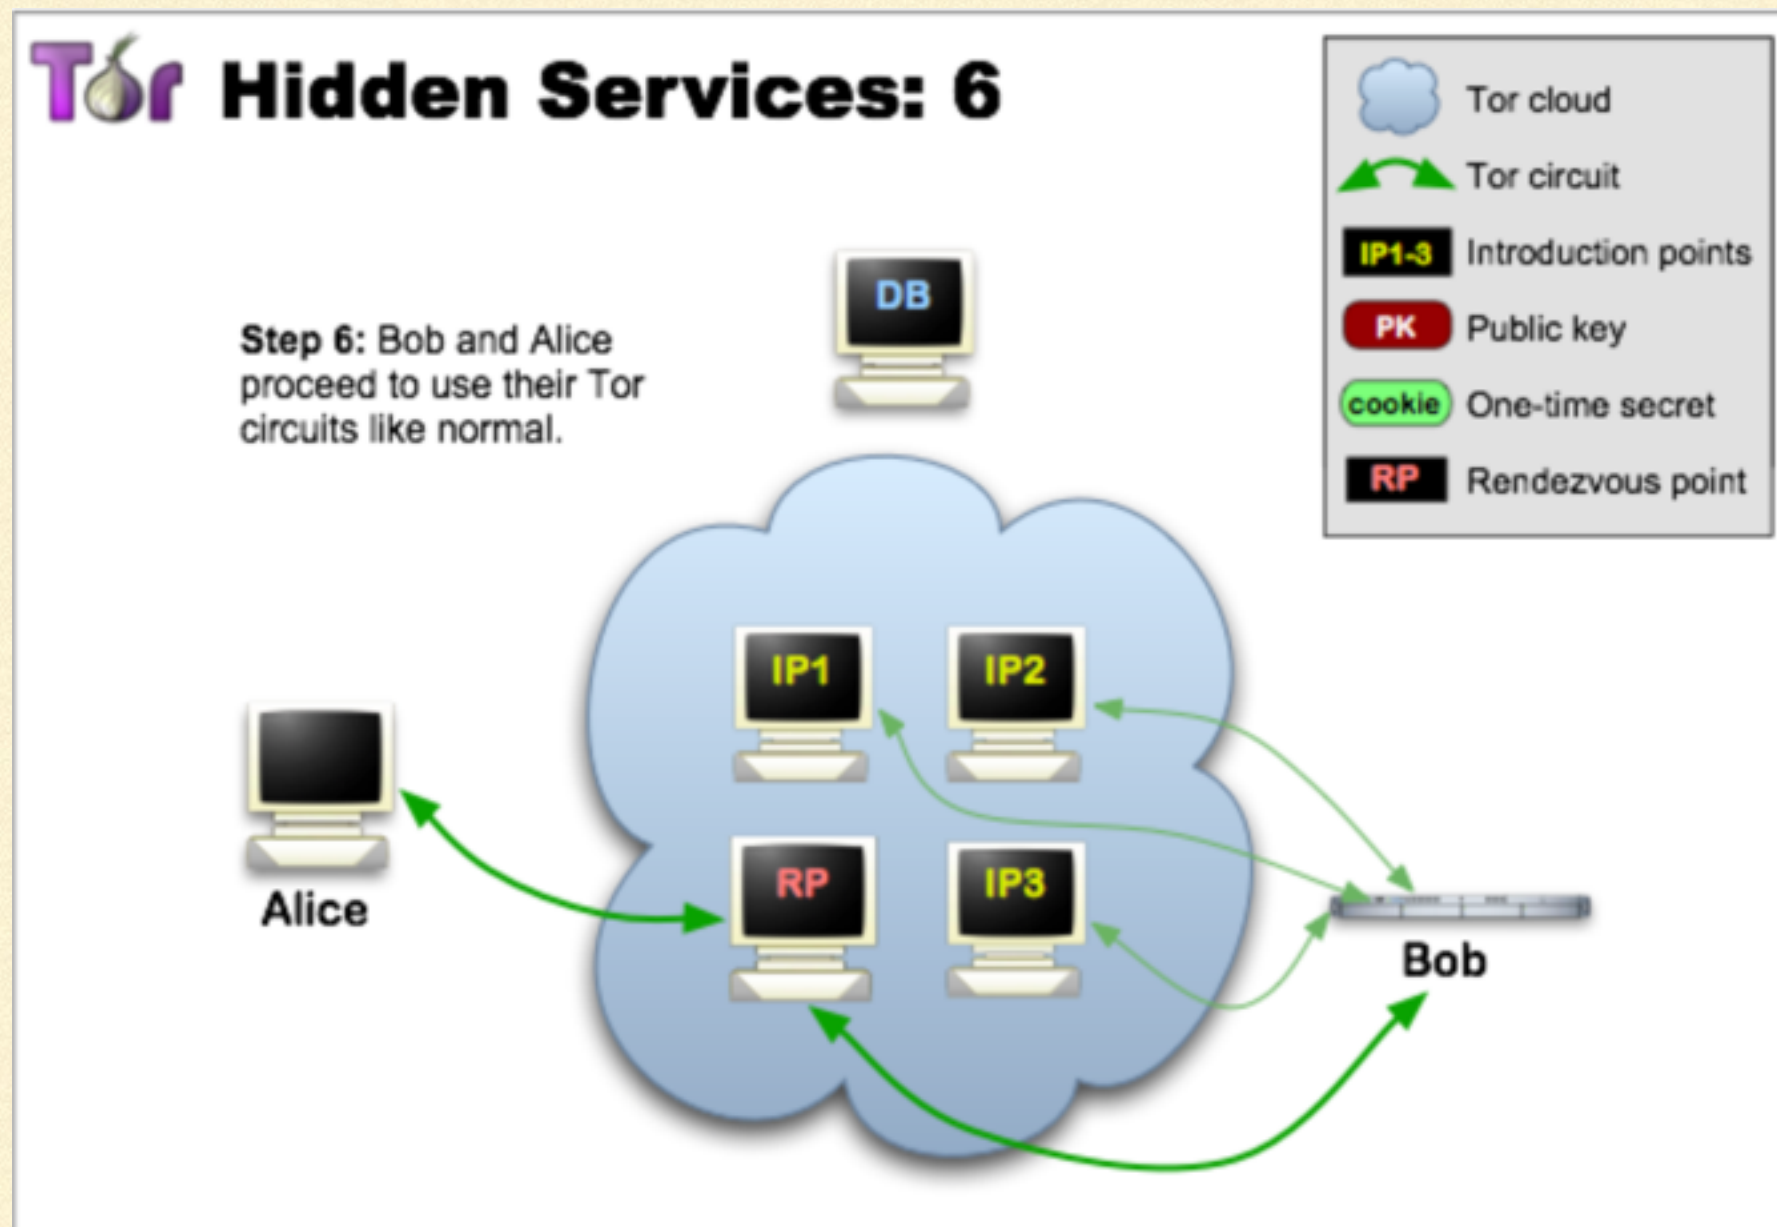 Tor Hidden Services: 6
Tor cloud
Tor circuit
IP1-3 Introduction points
PK Public key
cookie One-time secret
RP Rendezvous point
DB
Step 6: Bob and Alice
proceed to use their Tor
circuits like normal.
IP1 IP2
Alice
RP IP3
Bob